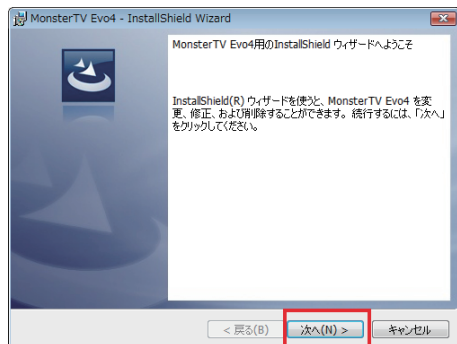 MonsterTV Evo4 - InstallShield Wizard
MonsterTV Evo4用のInstallShield ウィザードへようこそ
InstallShield(R) ウィザードを使うと、MonsterTV Evo4 を変
更、修正、および削除することができます。続行するには、「次へ」
をクリックしてください。
< 戻る(B) 次へ(N) > キャンセル